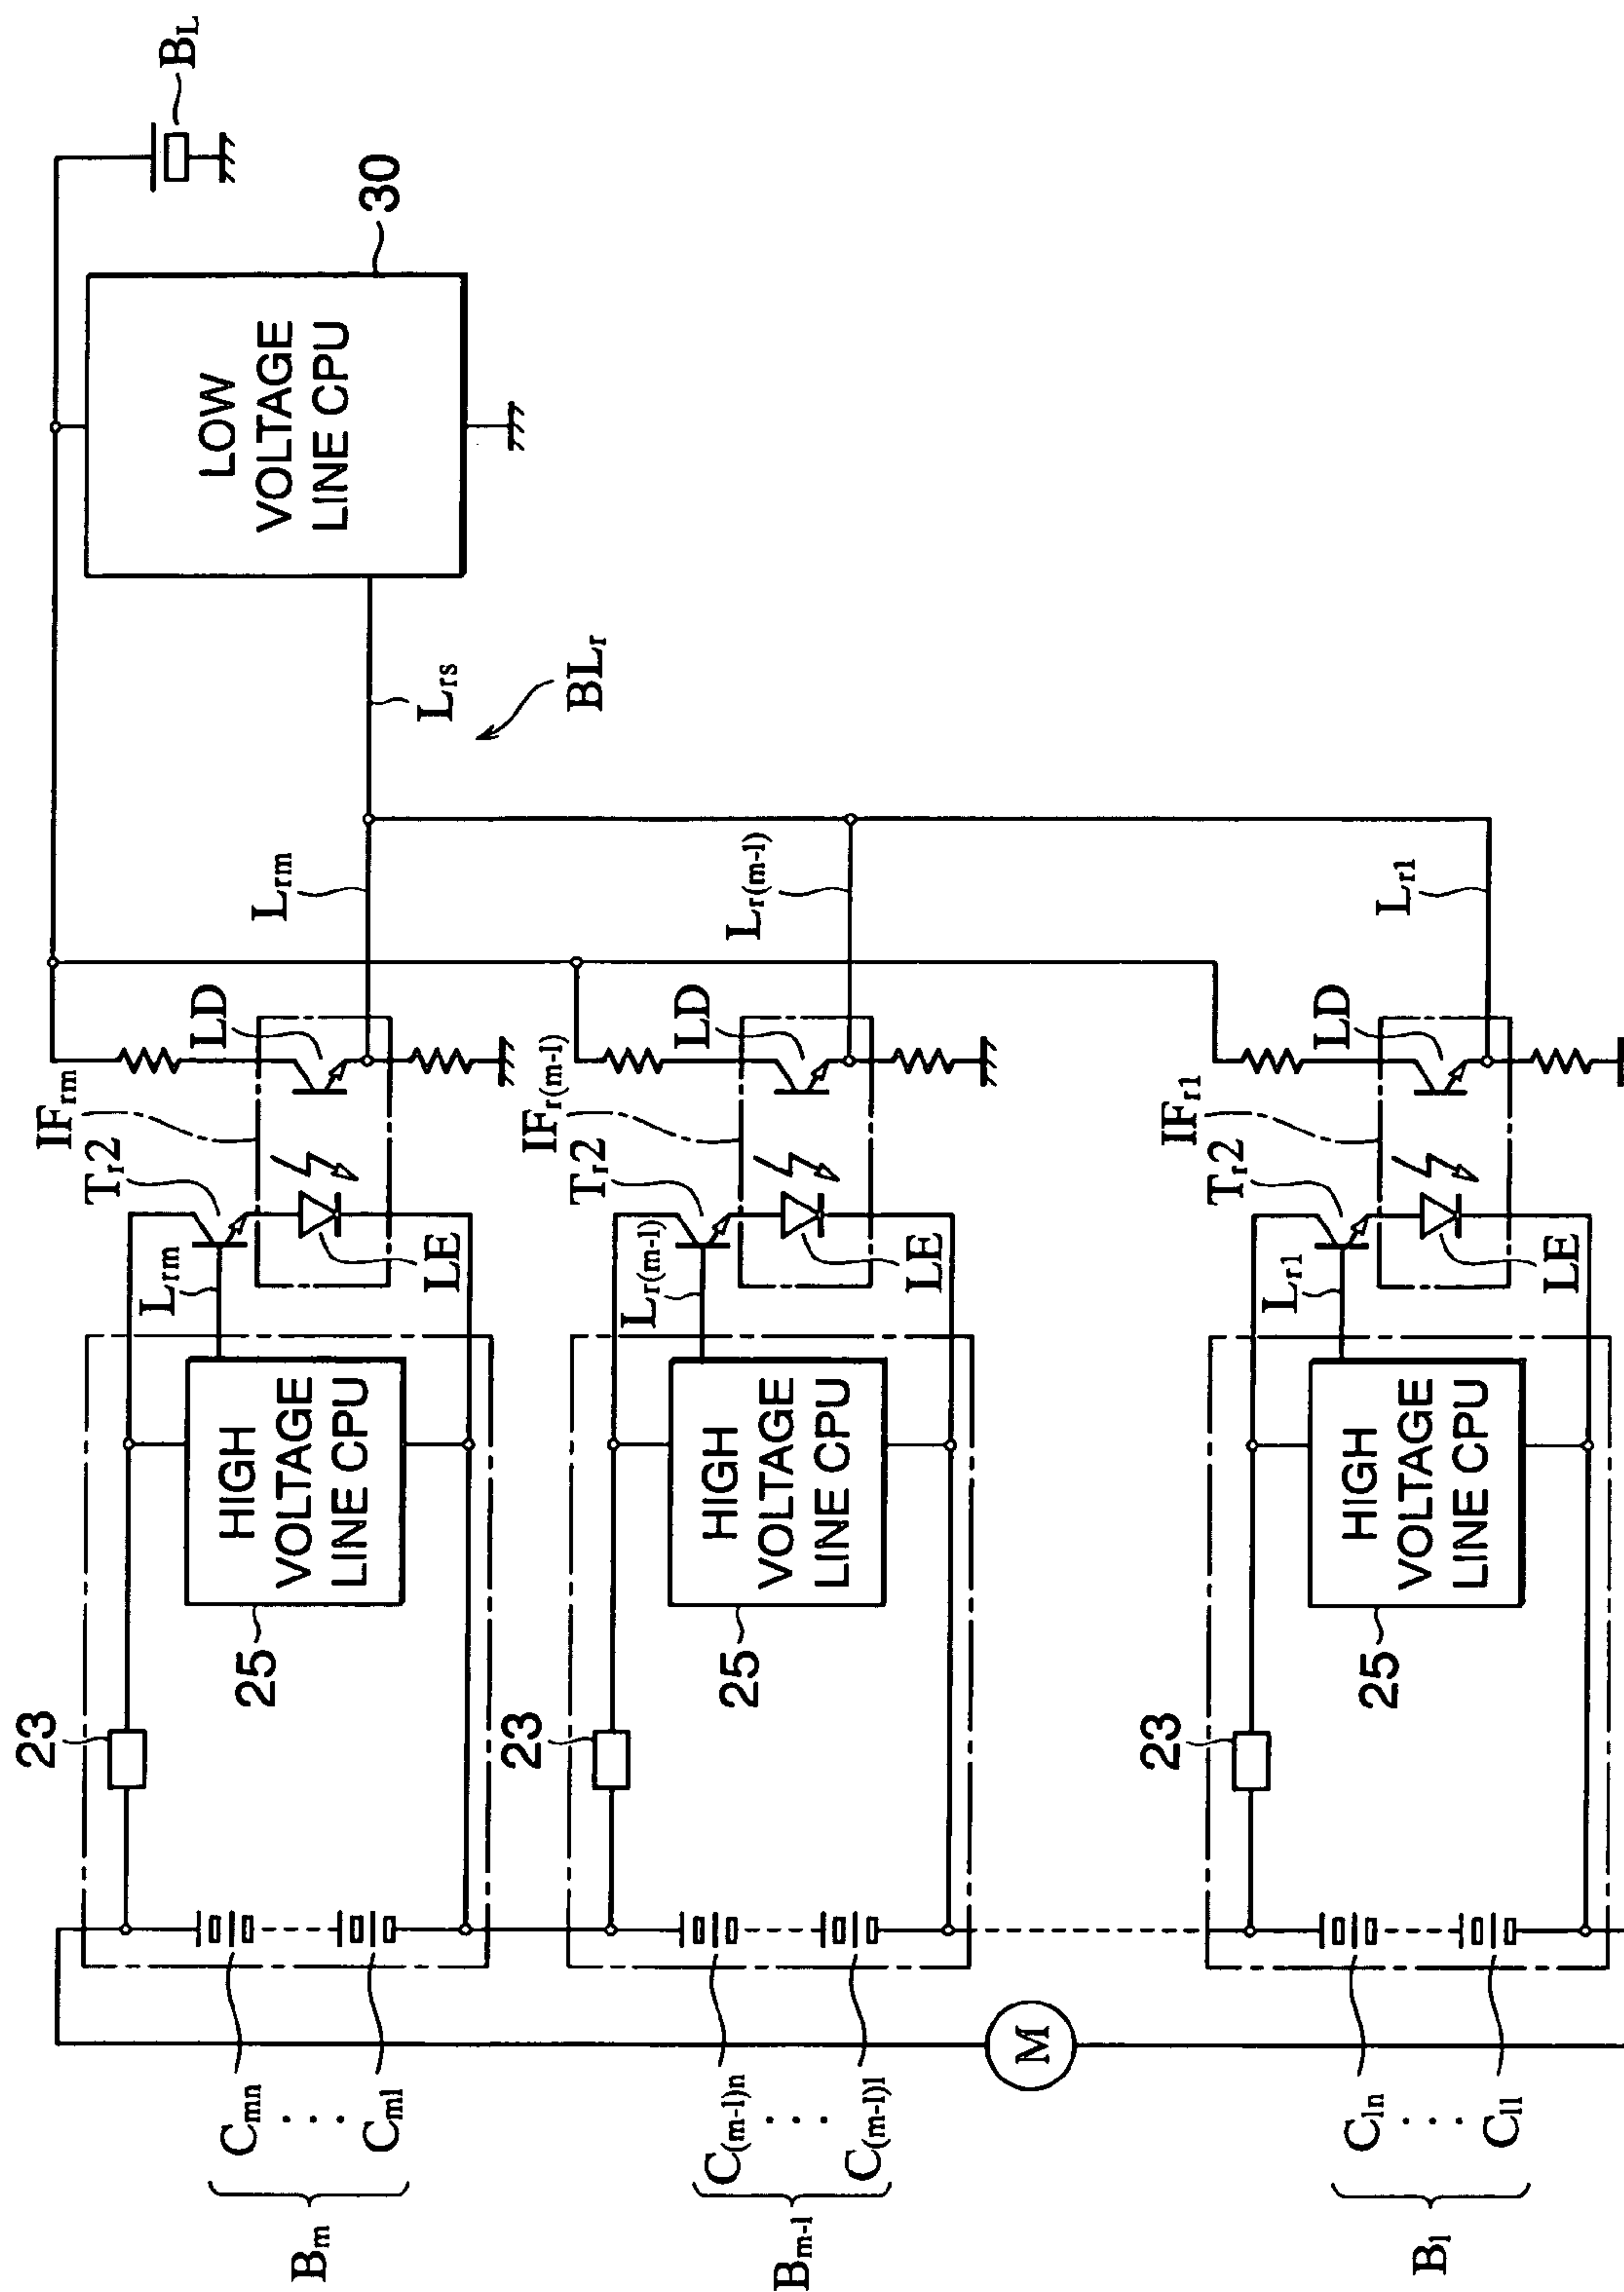 B_L
30
LOW
VOLTAGE
LINE CPU
L_rs
BL_r
L_rm
L_r(m-l)
L_r1
LD
LD
LD
IF_rm
IF_r(m-l)
IF_r1
T_r2
T_r2
T_r2
L_rm
L_r(m-l)
L_r1
LE
LE
LE
HIGH
VOLTAGE
LINE CPU
HIGH
VOLTAGE
LINE CPU
HIGH
VOLTAGE
LINE CPU
25
25
25
23
23
23
M
C_mn ... C_ml
C_(m-l)n ... C_(m-l)l
C_ln ... C_ll
B_m
B_m-l
B_l